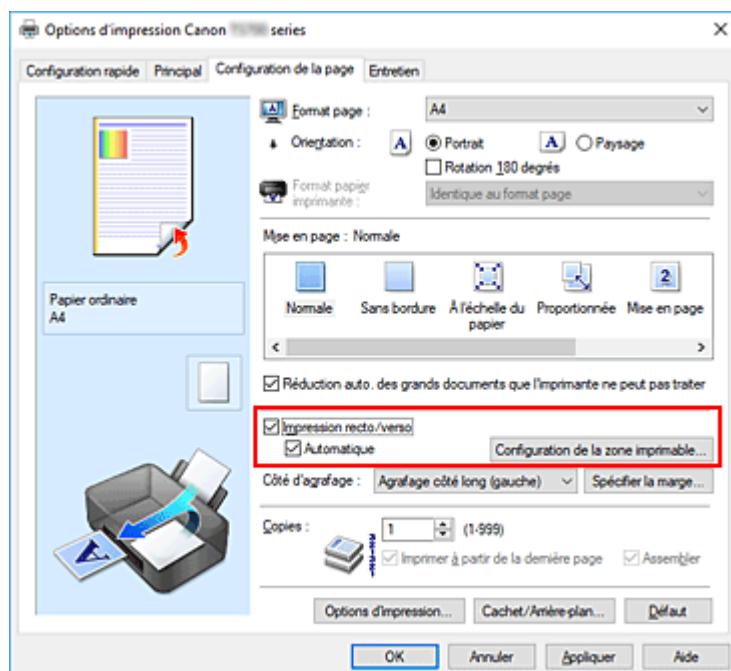 Options d'impression Canon series
Configuration rapide Principal Configuration de la page Entretien
Format page : A4
Orientation : A Portrait A Paysage
Rotation 180 degrés
Format papier imprimante : Identique au format page
Mise en page : Normale
2
Normale Sans bordure À l'échelle du papier Proportionnée Mise en page
Papier ordinaire
A4
Réduction auto. des grands documents que l'imprimante ne peut pas traiter
Impression recto/verso
Automatique Configuration de la zone imprimable...
Côté d'agrafage : Agrafage côté long (gauche) Spécifier la marge...
Copies : 1 (1-999)
Imprimer à partir de la dernière page Assembler
A
Options d'impression... Cachet/Arrière-plan... Défaut
OK Annuler Appliquer Aide